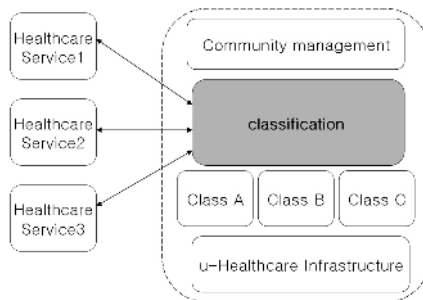 Healthcare
Service1
Community management
Healthcare
Service2
classification
Healthcare
Service3
Class A
Class B
Class C
u-Healthcare Infrastructure